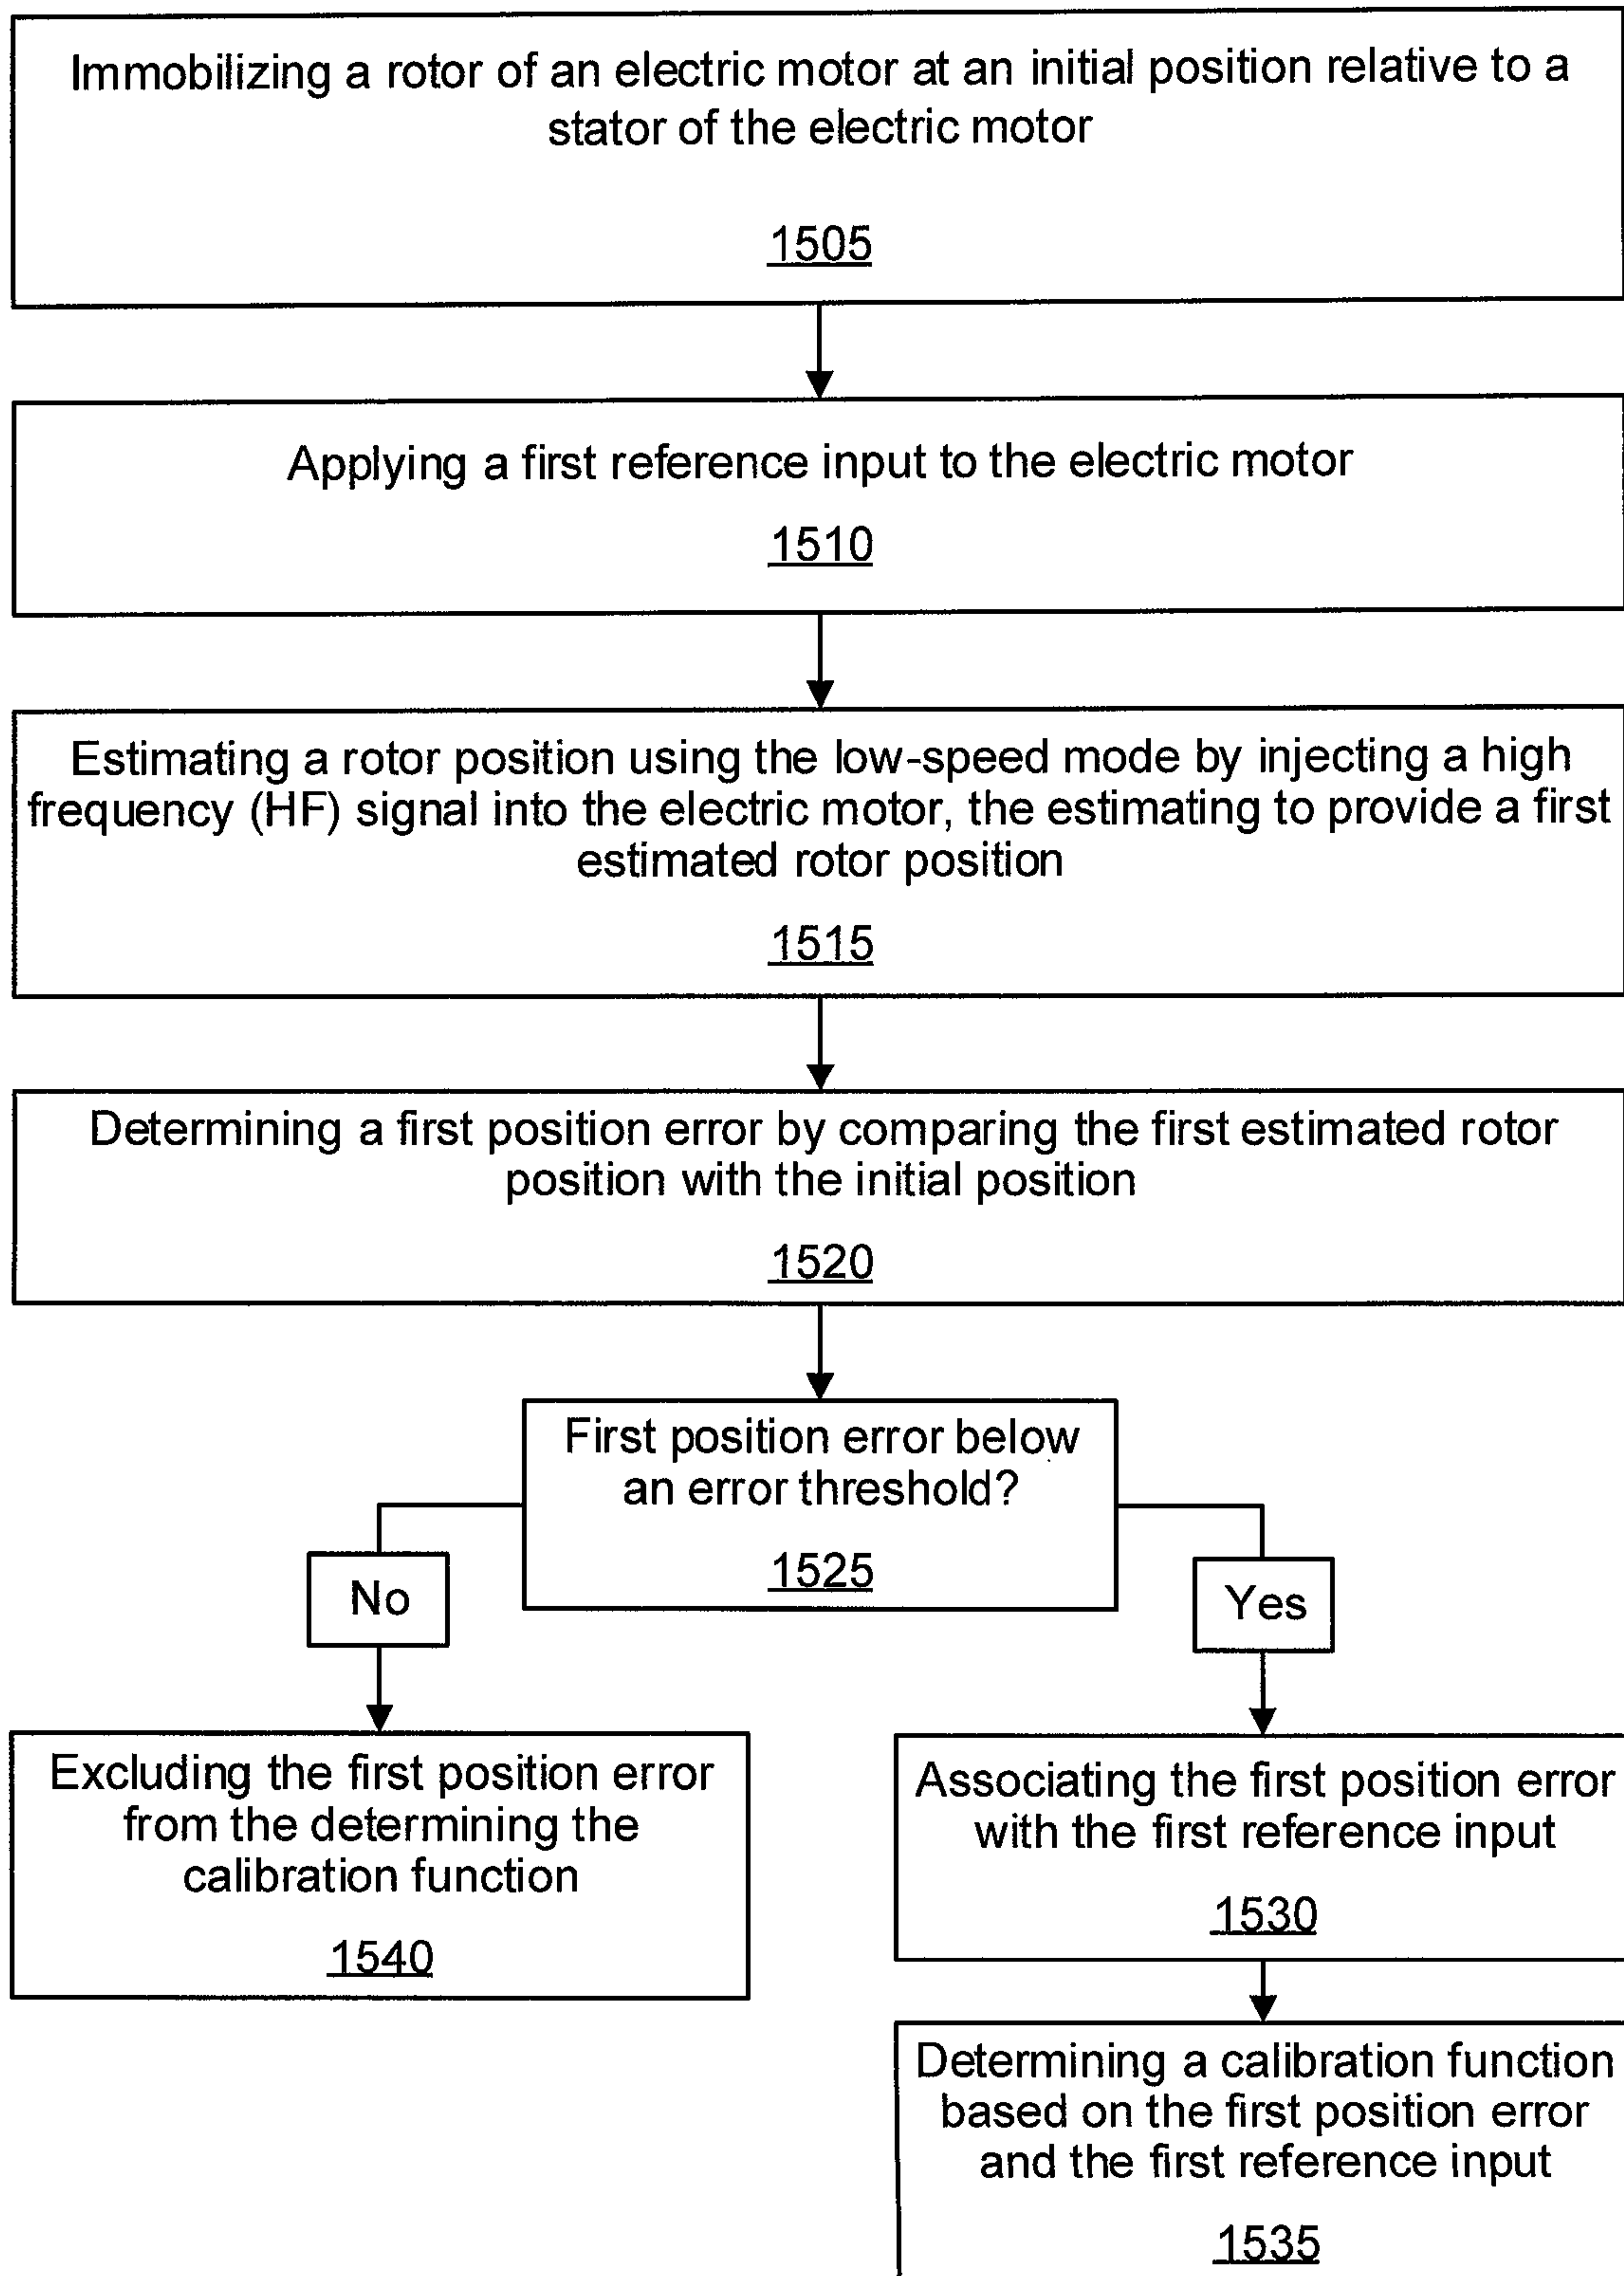 Immobilizing a rotor of an electric motor at an initial position relative to a
stator of the electric motor
1505
Applying a first reference input to the electric motor
1510
Estimating a rotor position using the low-speed mode by injecting a high
frequency (HF) signal into the electric motor, the estimating to provide a first
estimated rotor position
1515
Determining a first position error by comparing the first estimated rotor
position with the initial position
1520
First position error below
an error threshold?
1525
No
Yes
Excluding the first position error
from the determining the
calibration function
1540
Associating the first position error
with the first reference input
1530
Determining a calibration function
based on the first position error
and the first reference input
1535